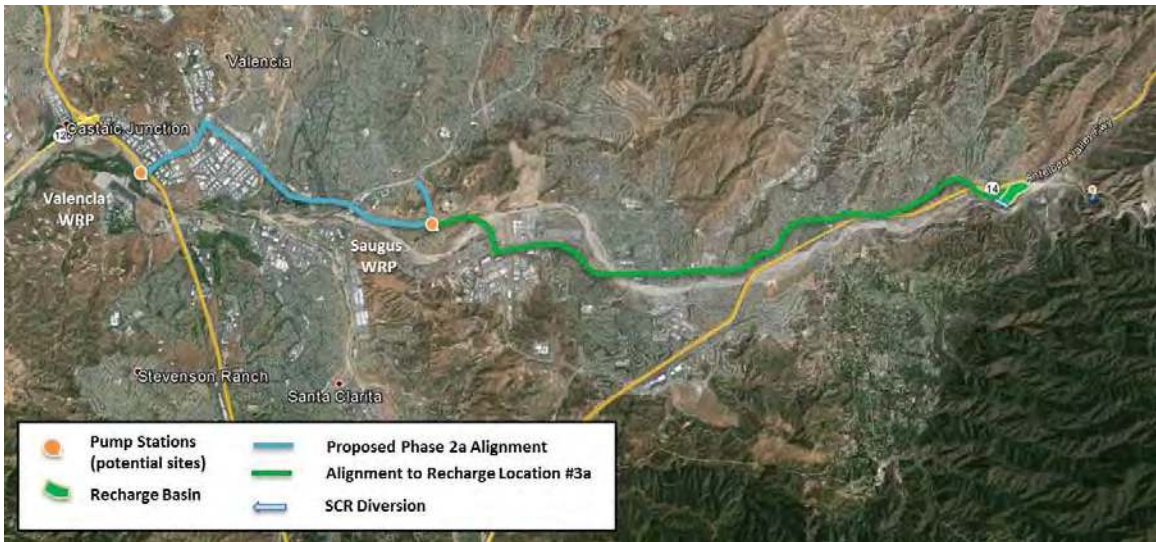 Valencia
Castaic Junction
126
Antelope Valley Fwy
14
Valencia
WRP
Saugus
WRP
Stevenson Ranch
Santa Clarita
Pump Stations
(potential sites)
Recharge Basin
Proposed Phase 2a Alignment
Alignment to Recharge Location #3a
SCR Diversion